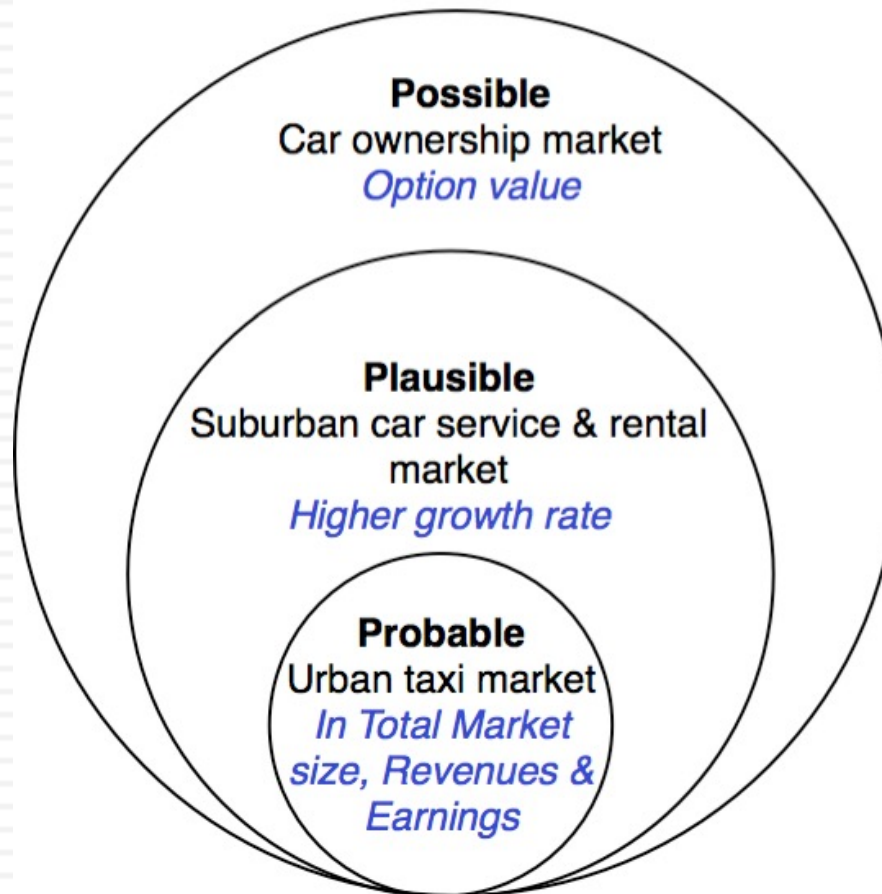 Possible
Car ownership market
Option value
Plausible
Suburban car service & rental
market
Higher growth rate
Probable
Urban taxi market
In Total Market
size, Revenues &
Earnings